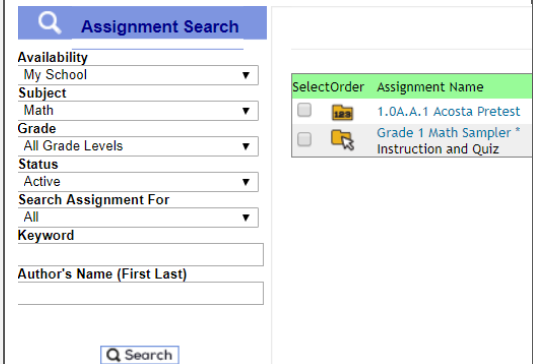 Assignment Search
Availability
My School
Subject
Math
Grade
All Grade Levels
Status
Active
Search Assignment For
All
Keyword
Author's Name (First Last)
Search
Select Order Assignment Name
123
1.0A.A.1 Acosta Pretest
Grade 1 Math Sampler *
Instruction and Quiz